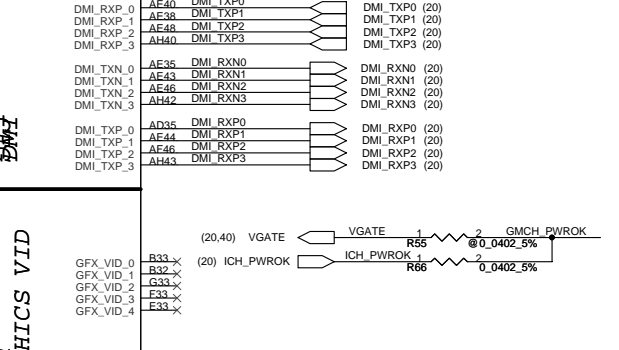 DMI_RXP_0 AE40 DMI_TXP0 DMI_TXP0 (20)
DMI_RXP_1 AE38 DMI_TXP1 DMI_TXP1 (20)
DMI_RXP_2 AE48 DMI_TXP2 DMI_TXP2 (20)
DMI_RXP_3 AH40 DMI_TXP3 DMI_TXP3 (20)
DMI_TXN_0 AE35 DMI_RXN0 DMI_RXN0 (20)
DMI_TXN_1 AE43 DMI_RXN1 DMI_RXN1 (20)
DMI_TXN_2 AE46 DMI_RXN2 DMI_RXN2 (20)
DMI_TXN_3 AH42 DMI_RXN3 DMI_RXN3 (20)
DMI
DMI_TXP_0 AD35 DMI_RXP0 DMI_RXP0 (20)
DMI_TXP_1 AE44 DMI_RXP1 DMI_RXP1 (20)
DMI_TXP_2 AF46 DMI_RXP2 DMI_RXP2 (20)
DMI_TXP_3 AH43 DMI_RXP3 DMI_RXP3 (20)
(20,40) VGATE VGATE 1 2 GMCH_PWROK
R55 @0_0402_5%
(20) ICH_PWROK ICH_PWROK 1 2
R66 0_0402_5%
HICS VID
GFX_VID_0 B33
GFX_VID_1 B32
GFX_VID_2 G33
GFX_VID_3 F33
GFX_VID_4 E33